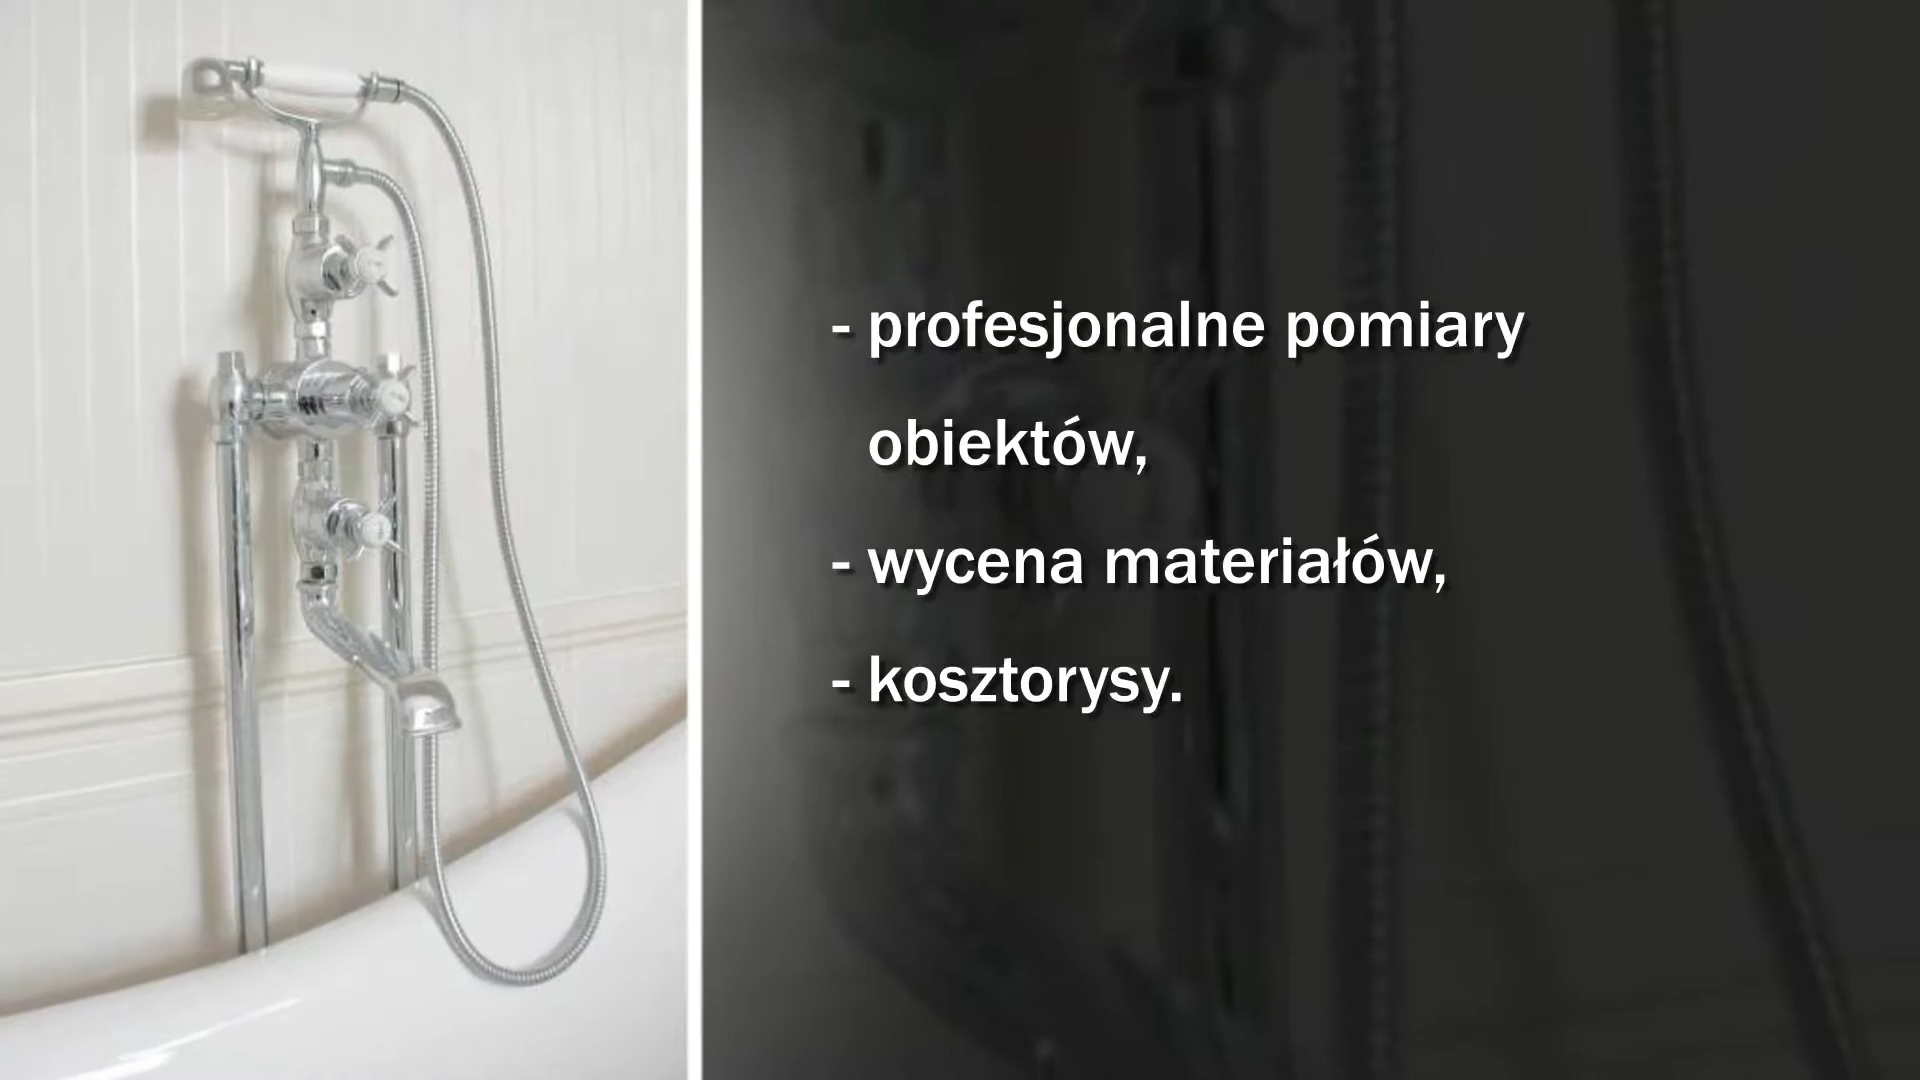 - profesjonalne pomiary
obiektów,
- wycena materiałów,
- kosztorysy.